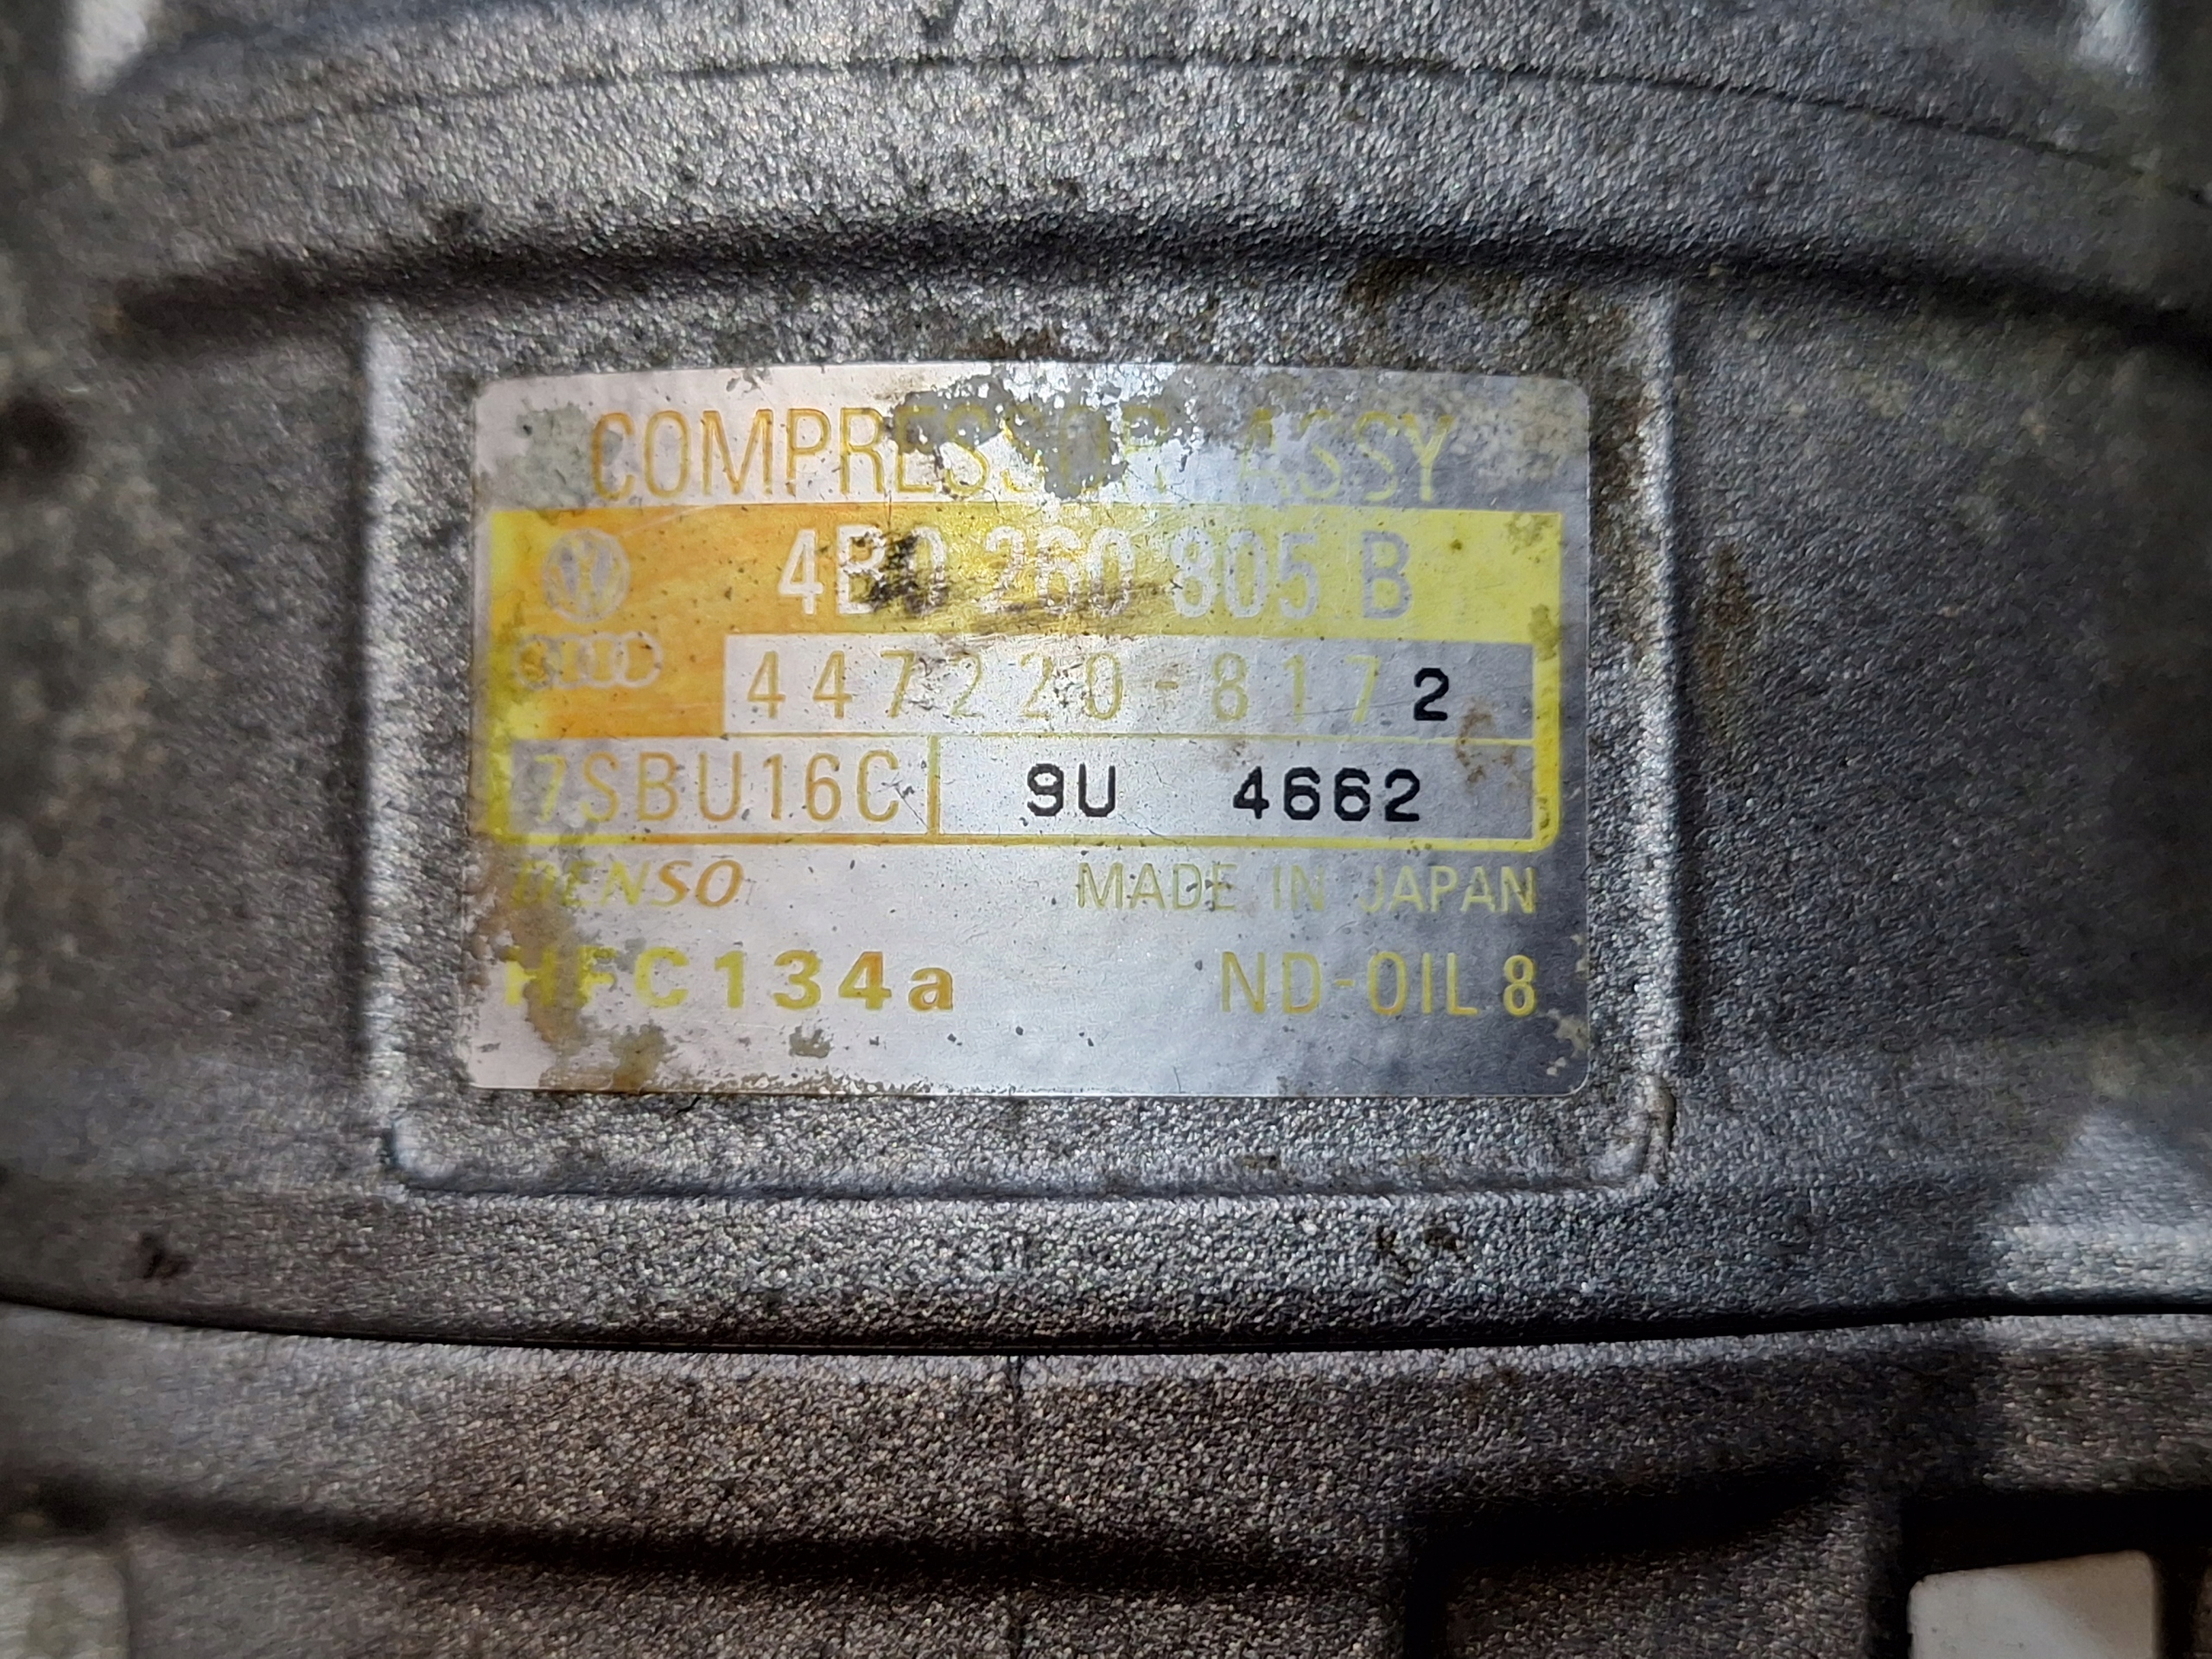 COMPRESSOR ASSY
4B0 260 805 B
447220-8172
7SBU16C 9U 4662
DENSO MADE IN JAPAN
HFC134a ND-OIL 8